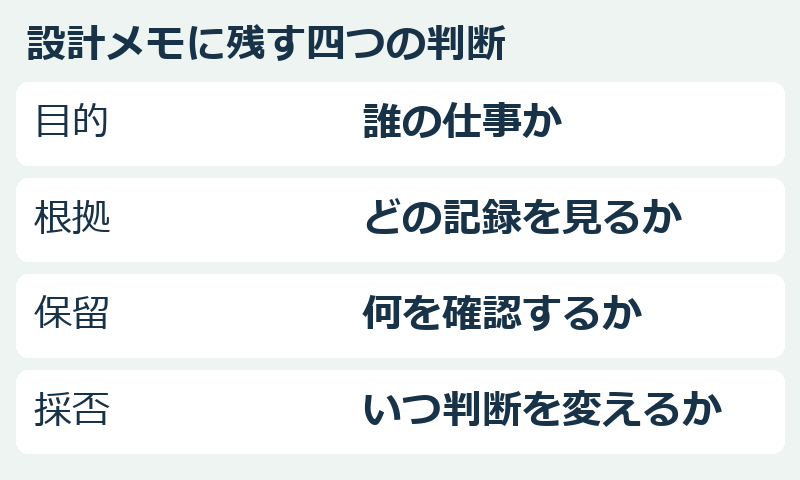 設計メモに残す四つの判断
目的 誰の仕事か
根拠 どの記録を見るか
保留 何を確認するか
採否 いつ判断を変えるか